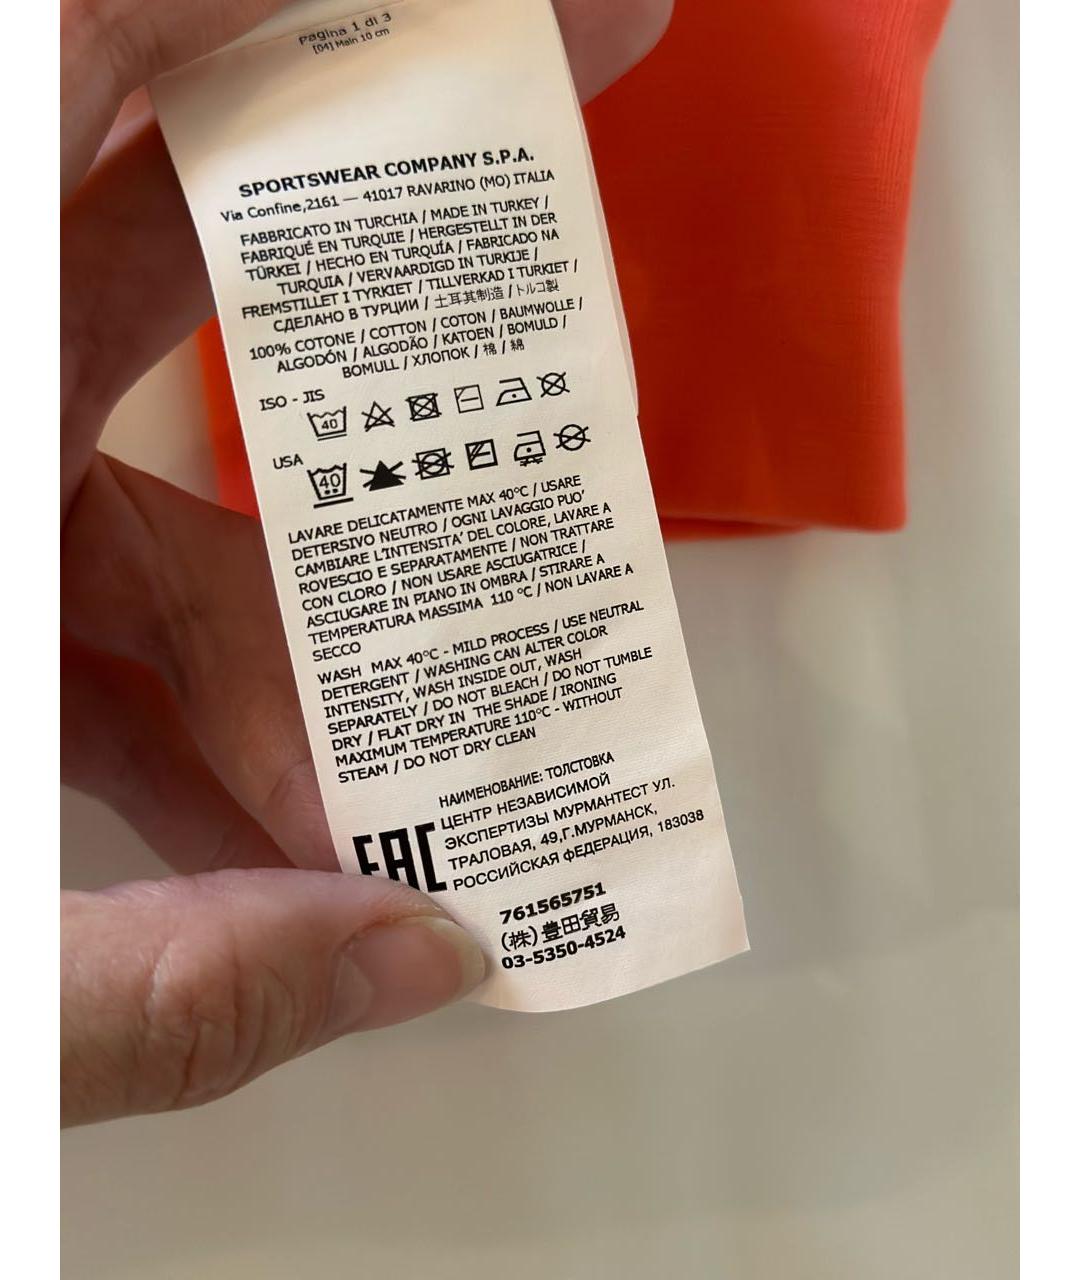 Pagina 1 di 3
[04] Main 10 cm
SPORTSWEAR COMPANY S.P.A.
Via Confine,2161 — 41017 RAVARINO (MO) ITALIA
FABBRICATO IN TURCHIA / MADE IN TURKEY /
FABRIQUÉ EN TURQUIE / HERGESTELLT IN DER
TÜRKEI / HECHO EN TURQUÍA / FABRICADO NA
TURQUIA / VERVAARDIGD IN TURKIJE /
FREMSTILLET I TYRKIET / TILLVERKAD I TURKIET /
СДЕЛАНО В ТУРЦИИ / 土耳其制造 / トルコ製
100% COTONE / COTTON / COTON / BAUMWOLLE /
ALGODÓN / ALGODÃO / KATOEN / BOMULD /
BOMULL / ХЛОПОК / 棉 / 綿
ISO - JIS
40
USA
40
LAVARE DELICATAMENTE MAX 40°C / USARE
DETERSIVO NEUTRO / OGNI LAVAGGIO PUO'
CAMBIARE L'INTENSITA' DEL COLORE, LAVARE A
ROVESCIO E SEPARATAMENTE / NON TRATTARE
CON CLORO / NON USARE ASCIUGATRICE /
ASCIUGARE IN PIANO IN OMBRA / STIRARE A
TEMPERATURA MASSIMA 110 °C / NON LAVARE A
SECCO
WASH MAX 40°C - MILD PROCESS / USE NEUTRAL
DETERGENT / WASHING CAN ALTER COLOR
INTENSITY, WASH INSIDE OUT, WASH
SEPARATELY / DO NOT BLEACH / DO NOT TUMBLE
DRY / FLAT DRY IN THE SHADE / IRONING
MAXIMUM TEMPERATURE 110°C - WITHOUT
STEAM / DO NOT DRY CLEAN
НАИМЕНОВАНИЕ: ТОЛСТОВКА
ЦЕНТР НЕЗАВИСИМОЙ
ЭКСПЕРТИЗЫ МУРМАНТЕСТ УЛ.
ТРАЛОВАЯ, 49,Г.МУРМАНСК,
РОССИЙСКАЯ ФЕДЕРАЦИЯ, 183038
EAC
761565751
(株) 豊田貿易
03-5350-4524